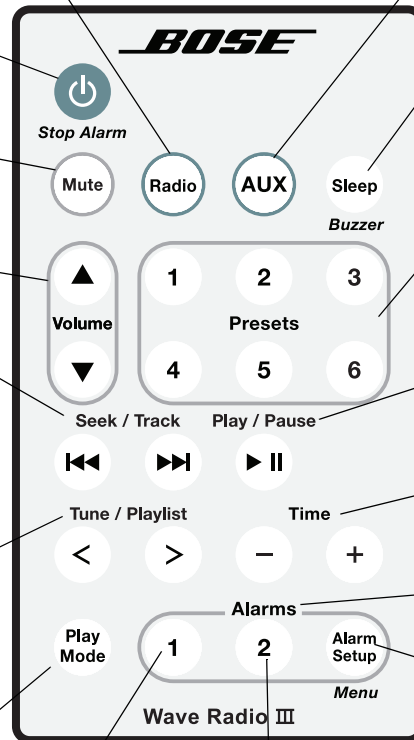 BOSE
Stop Alarm
Mute Radio AUX Sleep
Buzzer
1 2 3
Volume Presets
4 5 6
Seek / Track Play / Pause
Tune / Playlist Time
< > − +
Alarms
Play Mode 1 2 Alarm Setup
Menu
Wave Radio III